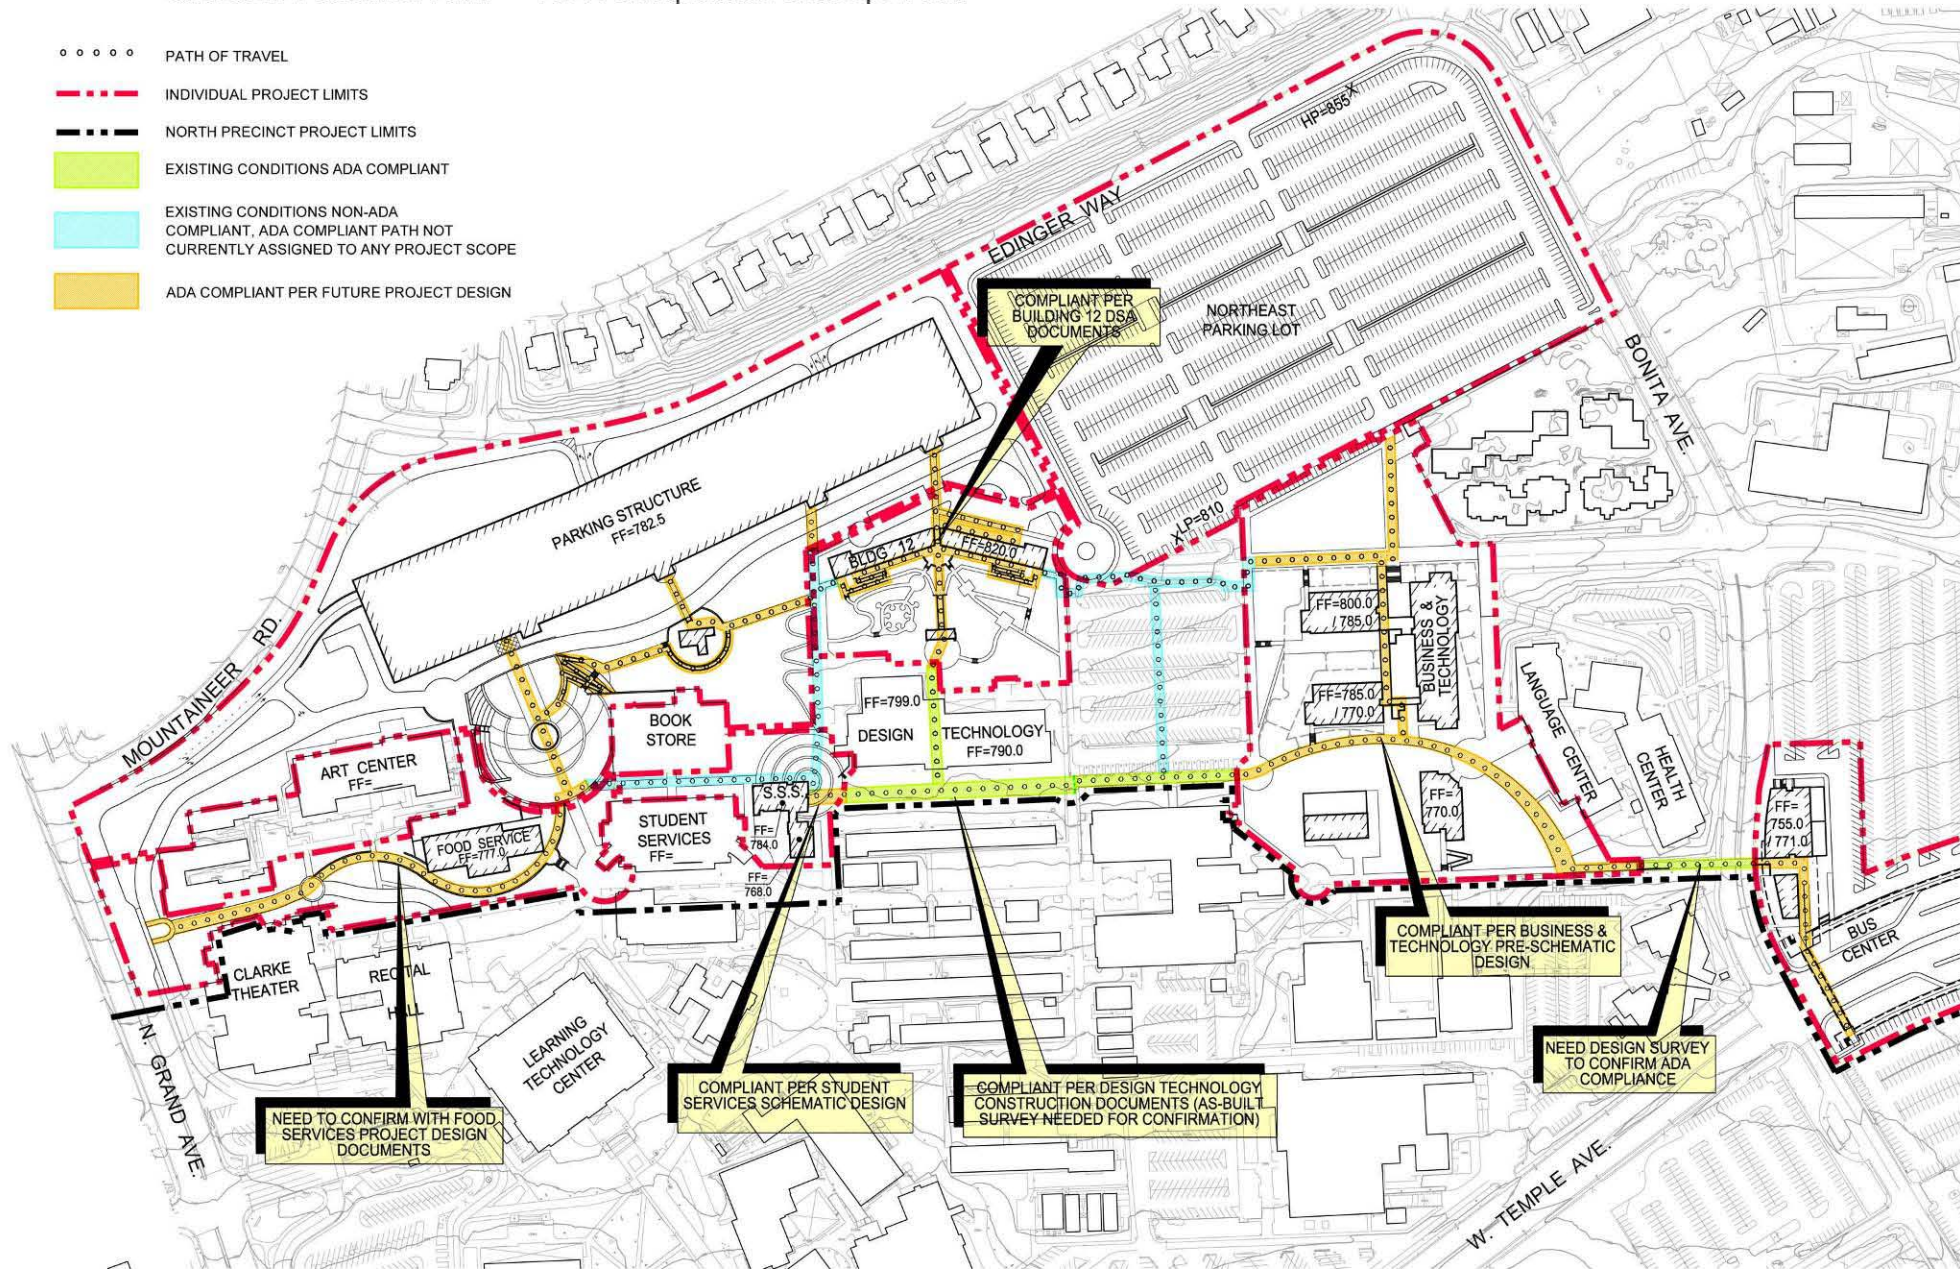 PATH OF TRAVEL
INDIVIDUAL PROJECT LIMITS
NORTH PRECINCT PROJECT LIMITS
EXISTING CONDITIONS ADA COMPLIANT
EXISTING CONDITIONS NON-ADA
COMPLIANT, ADA COMPLIANT PATH NOT
CURRENTLY ASSIGNED TO ANY PROJECT SCOPE
ADA COMPLIANT PER FUTURE PROJECT DESIGN
HP=855
EDINGER WAY
COMPLIANT PER
BUILDING 12 DSA
DOCUMENTS
NORTHEAST
PARKING LOT
BONITA AVE.
PARKING STRUCTURE
FF=782.5
LP=810
BLDG 12
FF=820.0
FF=800.0
/ 785.0
BUSINESS &
TECHNOLOGY
MOUNTAINEER RD.
FF=785.0
/ 770.0
LANGUAGE CENTER
HEALTH
CENTER
BOOK
STORE
FF=799.0
DESIGN
TECHNOLOGY
FF=790.0
ART CENTER
FF=
S.S.S.
FF=
784.0
FF=
768.0
STUDENT
SERVICES
FF=
FOOD SERVICE
FF=777.0
FF=
770.0
FF=
755.0
/ 771.0
BUS
CENTER
CLARKE
THEATER
RECITAL
HALL
LEARNING
TECHNOLOGY
CENTER
COMPLIANT PER BUSINESS &
TECHNOLOGY PRE-SCHEMATIC
DESIGN
NEED DESIGN SURVEY
TO CONFIRM ADA
COMPLIANCE
COMPLIANT PER STUDENT
SERVICES SCHEMATIC DESIGN
COMPLIANT PER DESIGN TECHNOLOGY
CONSTRUCTION DOCUMENTS (AS-BUILT
SURVEY NEEDED FOR CONFIRMATION)
NEED TO CONFIRM WITH FOOD
SERVICES PROJECT DESIGN
DOCUMENTS
N. GRAND AVE.
W. TEMPLE AVE.